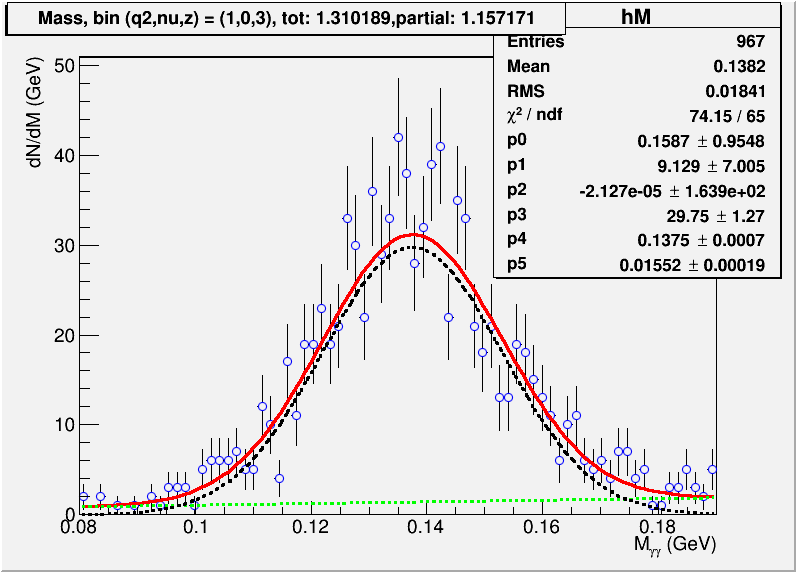 Mass, bin (q2,nu,z) = (1,0,3), tot: 1.310189,partial: 1.157171
hM
Entries 967
Mean 0.1382
RMS 0.01841
χ² / ndf 74.15 / 65
p0 0.1587 ± 0.9548
p1 9.129 ± 7.005
p2 -2.127e-05 ± 1.639e+02
p3 29.75 ± 1.27
p4 0.1375 ± 0.0007
p5 0.01552 ± 0.00019
dN/dM (GeV)
50
40
30
20
10
0
0.08 0.1 0.12 0.14 0.16 0.18
Mγγ (GeV)